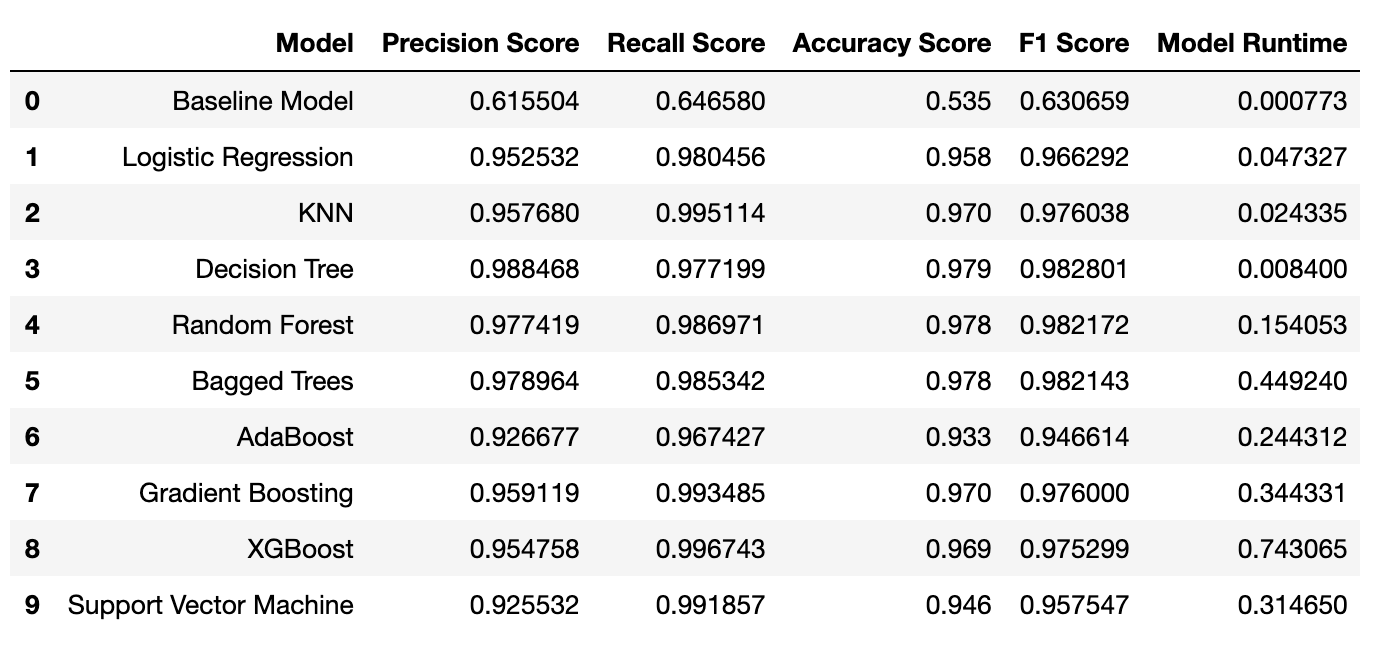 Model Precision Score Recall Score Accuracy Score F1 Score Model Runtime
0 Baseline Model 0.615504 0.646580 0.535 0.630659 0.000773
1 Logistic Regression 0.952532 0.980456 0.958 0.966292 0.047327
2 KNN 0.957680 0.995114 0.970 0.976038 0.024335
3 Decision Tree 0.988468 0.977199 0.979 0.982801 0.008400
4 Random Forest 0.977419 0.986971 0.978 0.982172 0.154053
5 Bagged Trees 0.978964 0.985342 0.978 0.982143 0.449240
6 AdaBoost 0.926677 0.967427 0.933 0.946614 0.244312
7 Gradient Boosting 0.959119 0.993485 0.970 0.976000 0.344331
8 XGBoost 0.954758 0.996743 0.969 0.975299 0.743065
9 Support Vector Machine 0.925532 0.991857 0.946 0.957547 0.314650